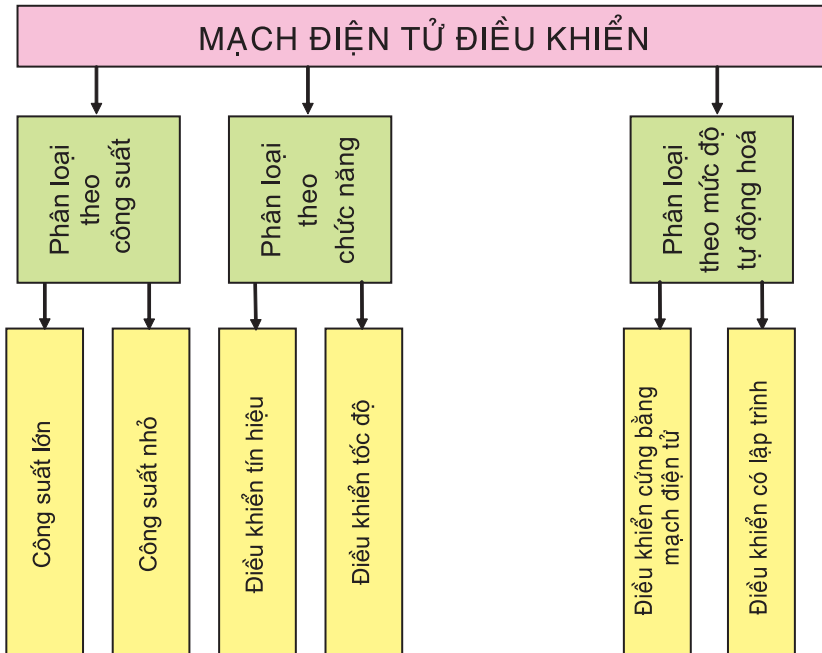 MẠCH ĐIỆN TỬ ĐIỀU KHIỂN
Phân loại
theo
công suất
Phân loại
theo
chức năng
Phân loại
theo mức độ
tự động hoá
Công suất lớn
Công suất nhỏ
Điều khiển tín hiệu
Điều khiển tốc độ
Điều khiển cứng bằng
mạch điện tử
Điều khiển có lập trình